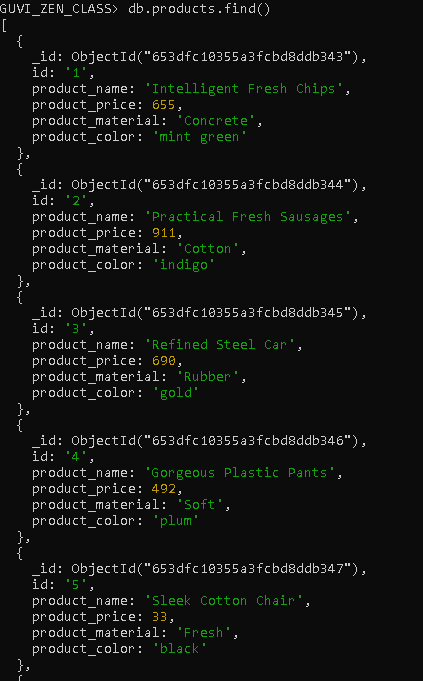 GUVI_ZEN_CLASS> db.products.find()
[
  {
    _id: ObjectId("653dfc10355a3fcbd8ddb343"),
    id: '1',
    product_name: 'Intelligent Fresh Chips',
    product_price: 655,
    product_material: 'Concrete',
    product_color: 'mint green'
  },
  {
    _id: ObjectId("653dfc10355a3fcbd8ddb344"),
    id: '2',
    product_name: 'Practical Fresh Sausages',
    product_price: 911,
    product_material: 'Cotton',
    product_color: 'indigo'
  },
  {
    _id: ObjectId("653dfc10355a3fcbd8ddb345"),
    id: '3',
    product_name: 'Refined Steel Car',
    product_price: 690,
    product_material: 'Rubber',
    product_color: 'gold'
  },
  {
    _id: ObjectId("653dfc10355a3fcbd8ddb346"),
    id: '4',
    product_name: 'Gorgeous Plastic Pants',
    product_price: 492,
    product_material: 'Soft',
    product_color: 'plum'
  },
  {
    _id: ObjectId("653dfc10355a3fcbd8ddb347"),
    id: '5',
    product_name: 'Sleek Cotton Chair',
    product_price: 33,
    product_material: 'Fresh',
    product_color: 'black'
  },
  {